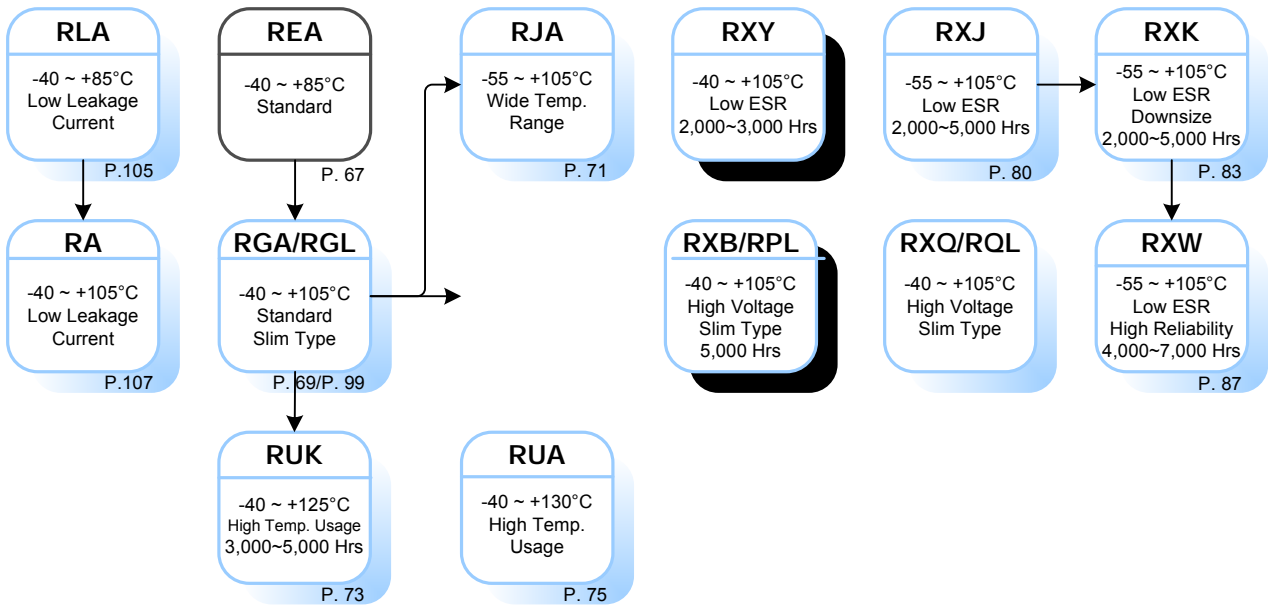 RLA
-40 ~ +85°C
Low Leakage
Current
P.105
REA
-40 ~ +85°C
Standard
P. 67
RJA
-55 ~ +105°C
Wide Temp.
Range
P. 71
RXY
-40 ~ +105°C
Low ESR
2,000~3,000 Hrs
RXJ
-55 ~ +105°C
Low ESR
2,000~5,000 Hrs
P. 80
RXK
-55 ~ +105°C
Low ESR
Downsize
2,000~5,000 Hrs
P. 83
RA
-40 ~ +105°C
Low Leakage
Current
P.107
RGA/RGL
-40 ~ +105°C
Standard
Slim Type
P. 69/P. 99
RXB/RPL
-40 ~ +105°C
High Voltage
Slim Type
5,000 Hrs
RXQ/RQL
-40 ~ +105°C
High Voltage
Slim Type
RXW
-55 ~ +105°C
Low ESR
High Reliability
4,000~7,000 Hrs
P. 87
RUK
-40 ~ +125°C
High Temp. Usage
3,000~5,000 Hrs
P. 73
RUA
-40 ~ +130°C
High Temp.
Usage
P. 75